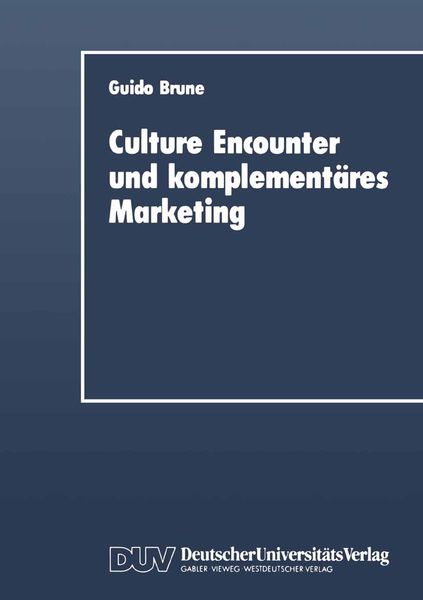 Guido Brune
Culture Encounter
und komplementäres
Marketing
DUV DeutscherUniversitätsVerlag
GABLER VIEWEG WESTDEUTSCHER VERLAG